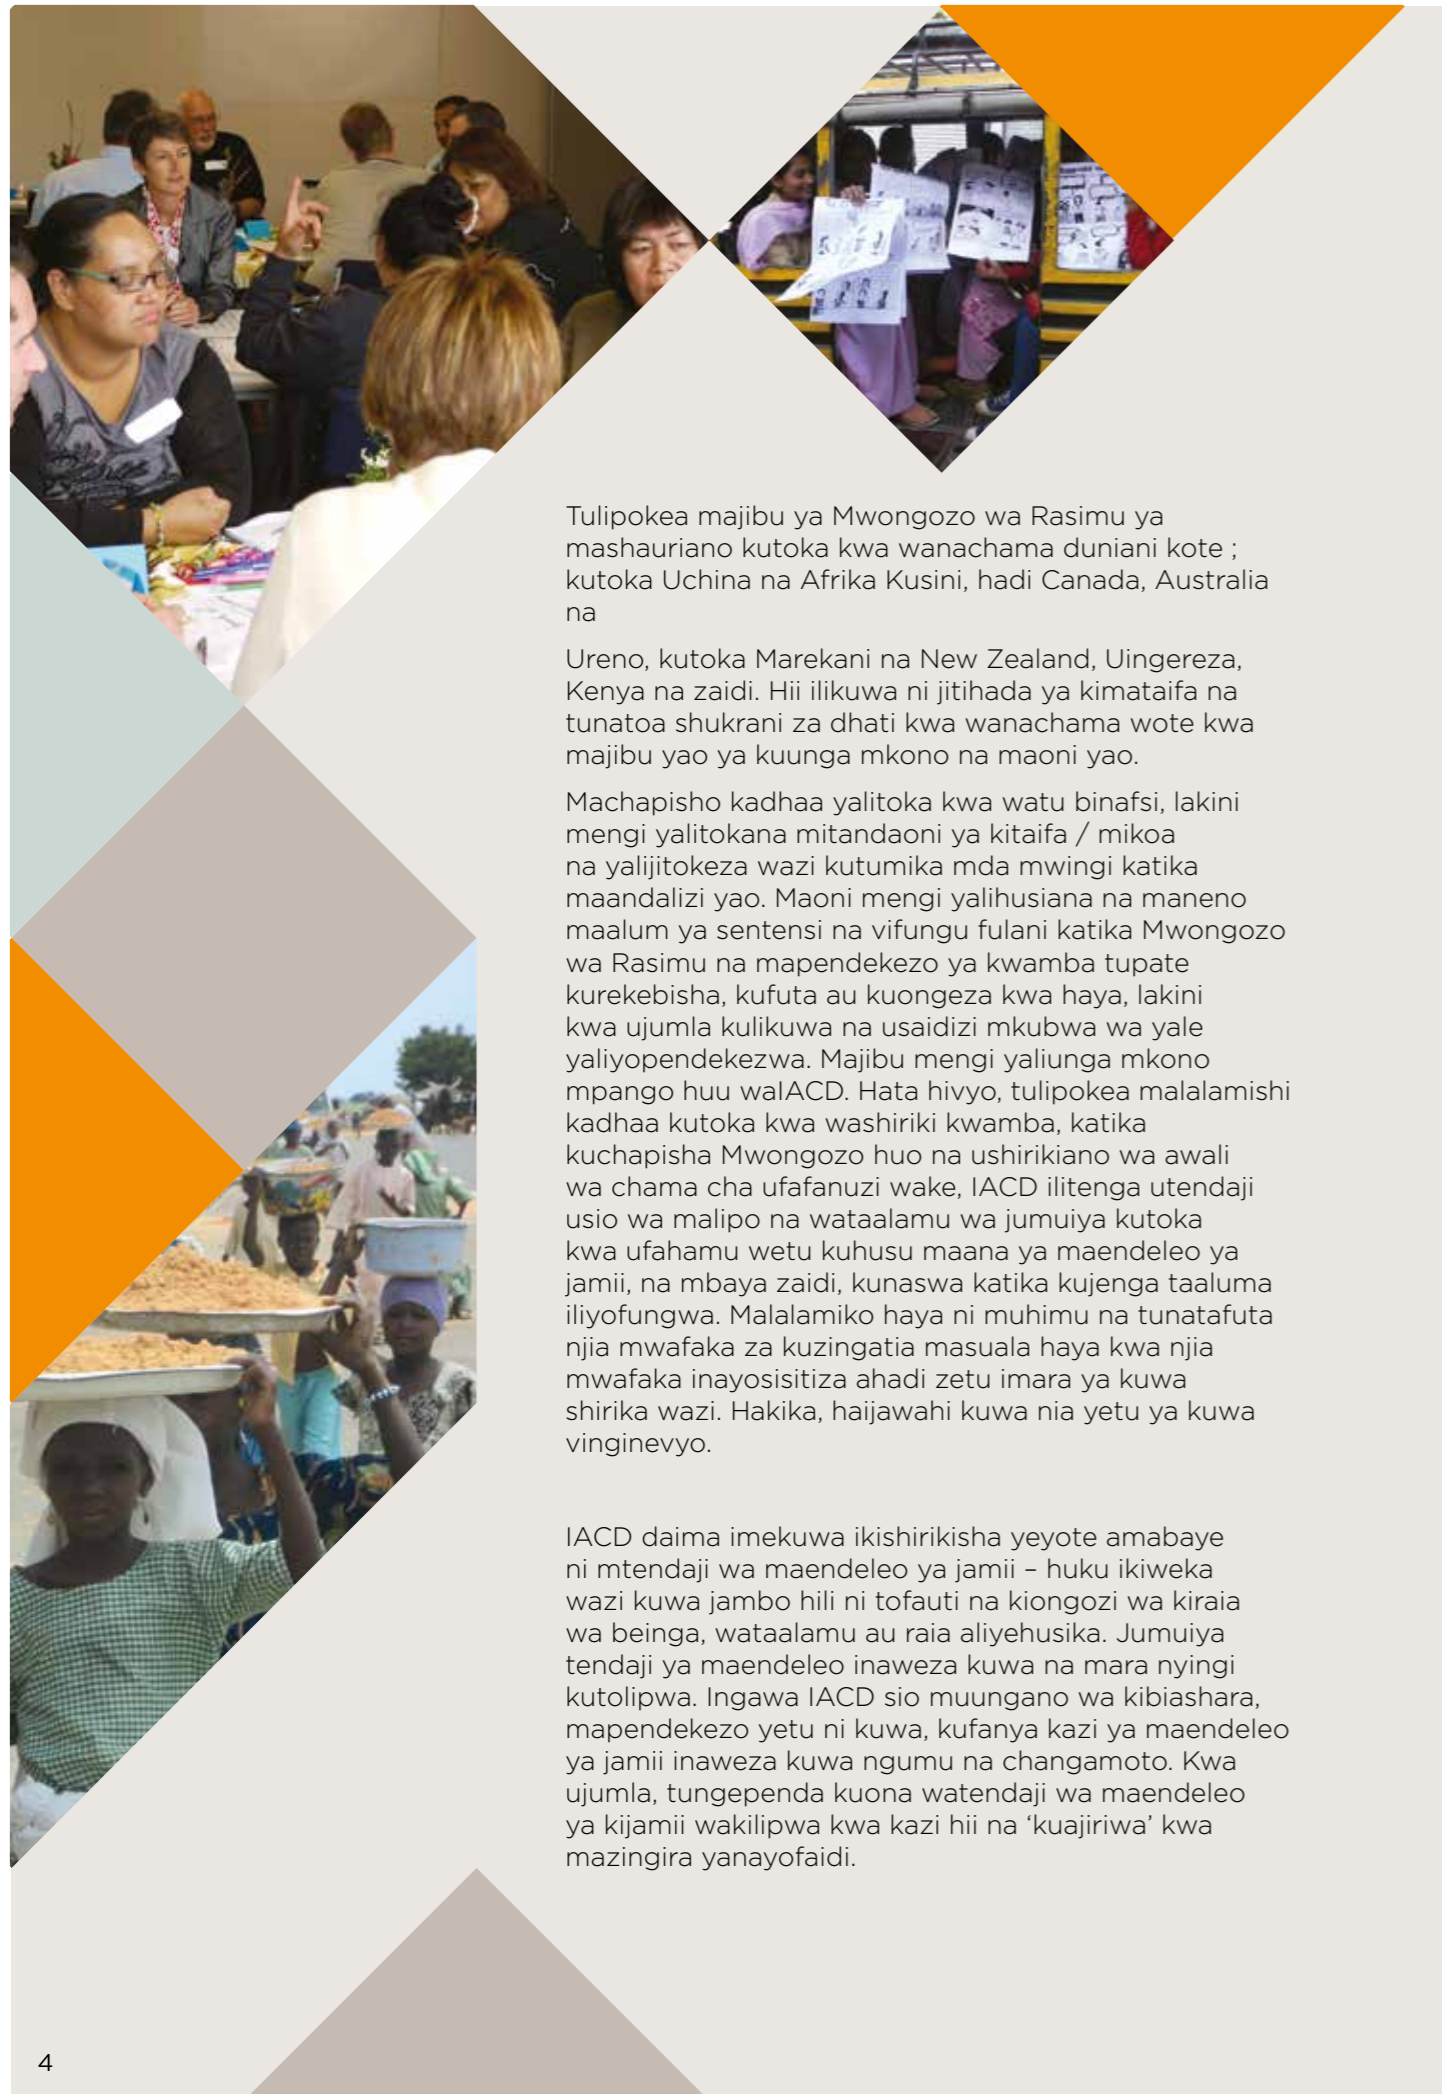 Tulipokea majibu ya Mwongozo wa Rasimu ya
mashauriano kutoka kwa wanachama duniani kote ;
kutoka Uchina na Afrika Kusini, hadi Canada, Australia
na
Ureno, kutoka Marekani na New Zealand, Uingereza,
Kenya na zaidi. Hii ilikuwa ni jitihada ya kimataifa na
tunatoa shukrani za dhati kwa wanachama wote kwa
majibu yao ya kuunga mkono na maoni yao.
Machapisho kadhaa yalitoka kwa watu binafsi, lakini
mengi yalitokana mitandaoni ya kitaifa / mikoa
na yalijitokeza wazi kutumika mda mwingi katika
maandalizi yao. Maoni mengi yalihusiana na maneno
maalum ya sentensi na vifungu fulani katika Mwongozo
wa Rasimu na mapendekezo ya kwamba tupate
kurekebisha, kufuta au kuongeza kwa haya, lakini
kwa ujumla kulikuwa na usaidizi mkubwa wa yale
yaliyopendekezwa. Majibu mengi yaliunga mkono
mpango huu waIACD. Hata hivyo, tulipokea malalamishi
kadhaa kutoka kwa washiriki kwamba, katika
kuchapisha Mwongozo huo na ushirikiano wa awali
wa chama cha ufafanuzi wake, IACD ilitenga utendaji
usio wa malipo na wataalamu wa jumuiya kutoka
kwa ufahamu wetu kuhusu maana ya maendeleo ya
jamii, na mbaya zaidi, kunaswa katika kujenga taaluma
iliyofungwa. Malalamiko haya ni muhimu na tunatafuta
njia mwafaka za kuzingatia masuala haya kwa njia
mwafaka inayosisitiza ahadi zetu imara ya kuwa
shirika wazi. Hakika, haijawahi kuwa nia yetu ya kuwa
vinginevyo.
IACD daima imekuwa ikishirikisha yeyote amabaye
ni mtendaji wa maendeleo ya jamii – huku ikiweka
wazi kuwa jambo hili ni tofauti na kiongozi wa kiraia
wa beinga, wataalamu au raia aliyehusika. Jumuiya
tendaji ya maendeleo inaweza kuwa na mara nyingi
kutolipwa. Ingawa IACD sio muungano wa kibiashara,
mapendekezo yetu ni kuwa, kufanya kazi ya maendeleo
ya jamii inaweza kuwa ngumu na changamoto. Kwa
ujumla, tungependa kuona watendaji wa maendeleo
ya kijamii wakilipwa kwa kazi hii na ‘kuajiriwa’ kwa
mazingira yanayofaidi.
4